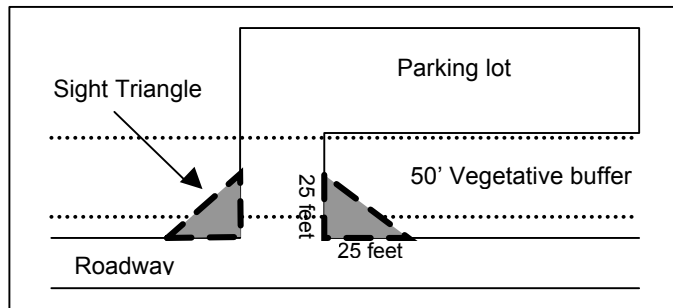 Parking lot
Sight Triangle
50' Vegetative buffer
25 feet
25 feet
Roadway